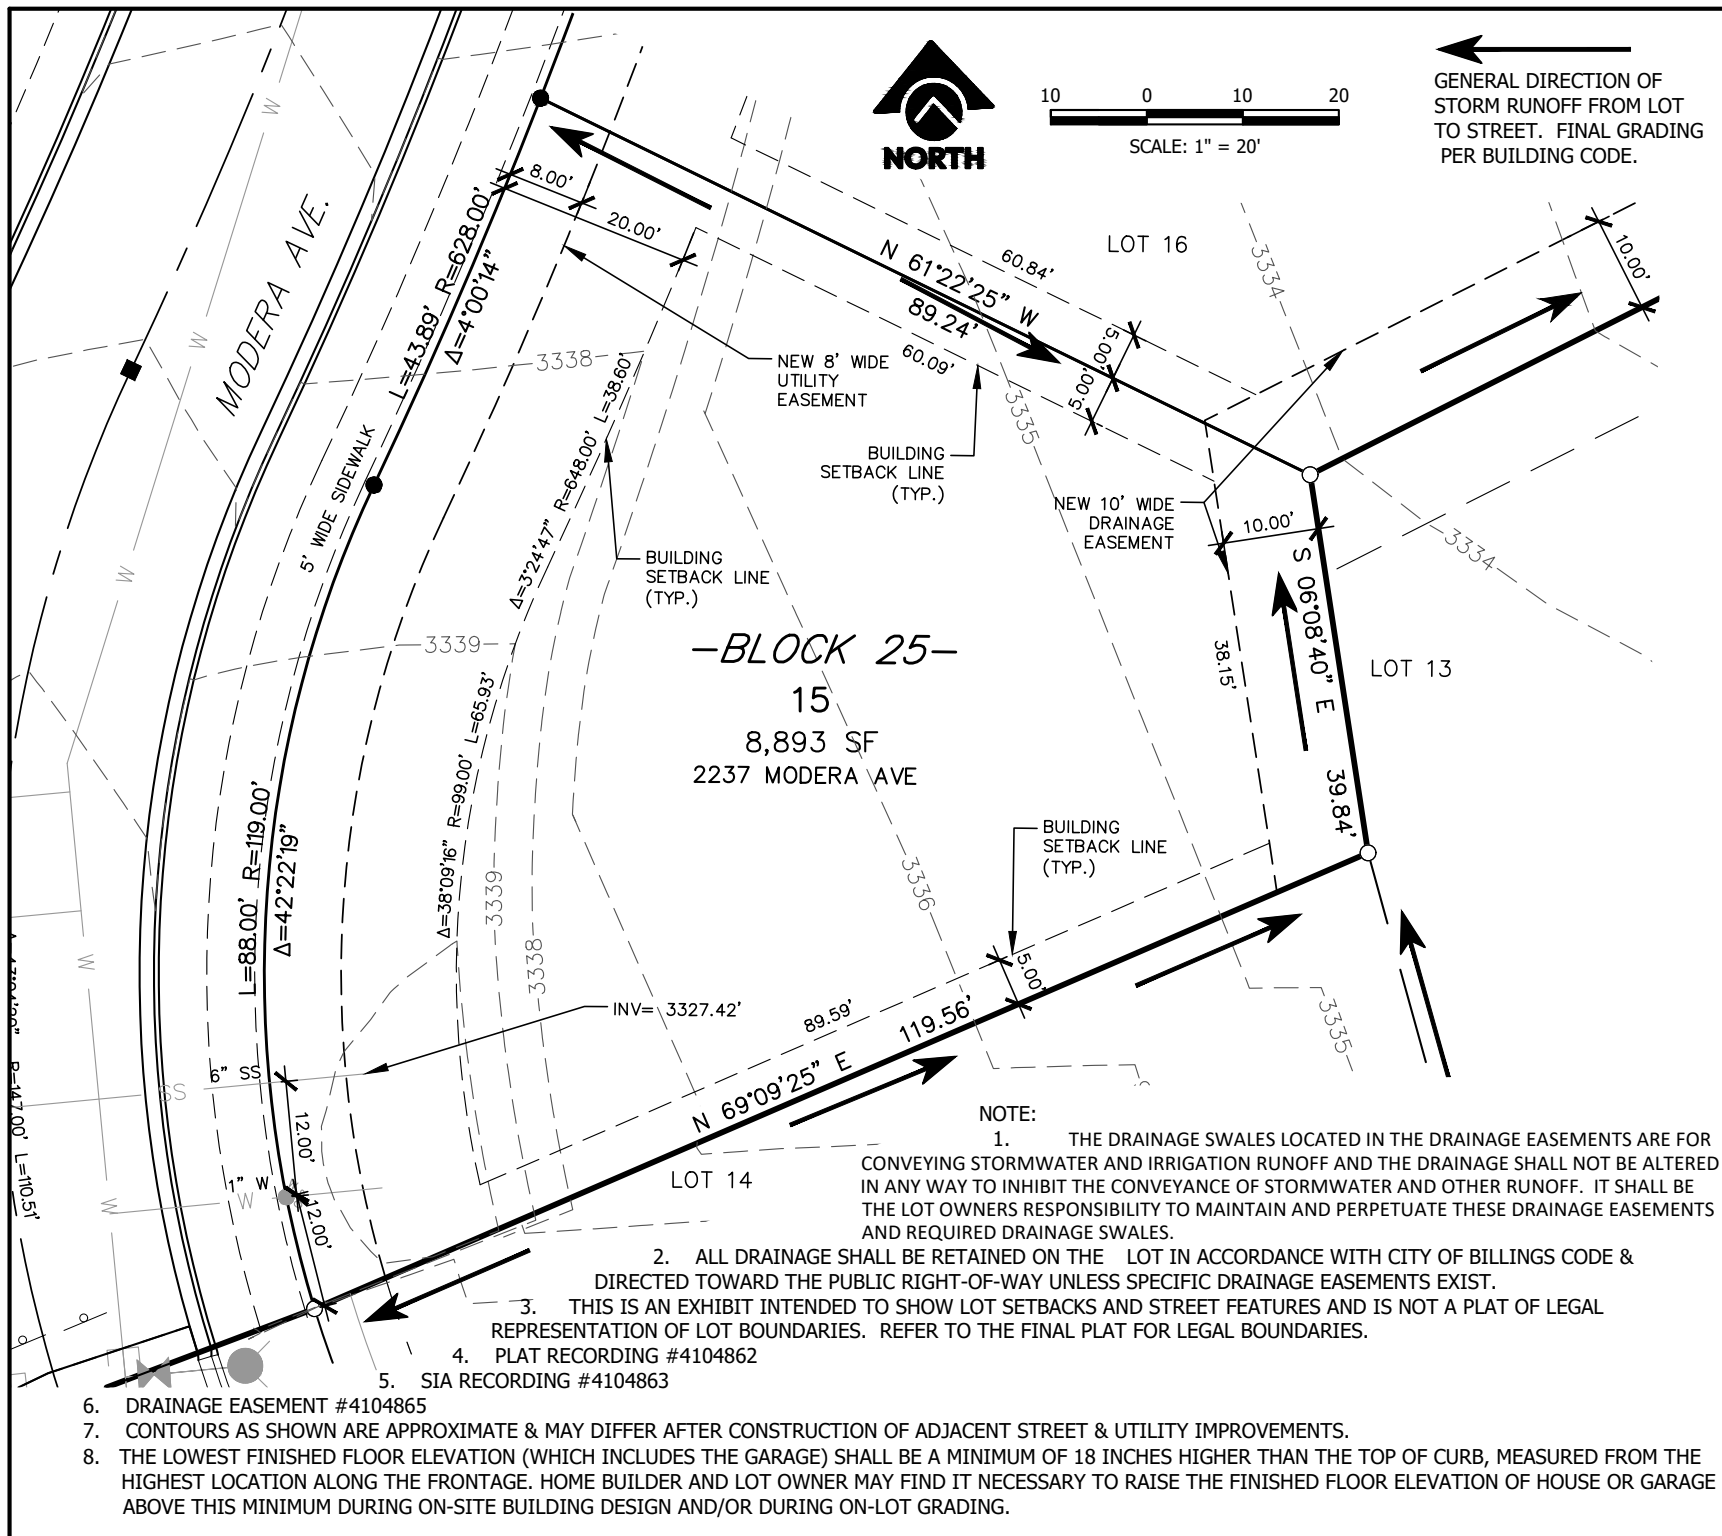 GENERAL DIRECTION OF
STORM RUNOFF FROM LOT
TO STREET. FINAL GRADING
PER BUILDING CODE.
NORTH
10 0 10 20
SCALE: 1" = 20'
MODERA AVE.
W
W
W
W
W
W
SS
6" SS
1" W
5' WIDE SIDEWALK
L=43.89' R=628.00'
Δ=4°00'14"
8.00'
20.00'
N 61°22'25" W
89.24'
60.84'
60.09'
5.00'
5.00'
LOT 16
10.00'
3334
3334
3335
3338
3339
NEW 8' WIDE
UTILITY
EASEMENT
BUILDING
SETBACK LINE
(TYP.)
NEW 10' WIDE
DRAINAGE
EASEMENT
10.00'
Δ=3°24'47" R=648.00' L=38.60'
BUILDING
SETBACK LINE
(TYP.)
S 06°08'40" E
39.84'
38.15'
LOT 13
-BLOCK 25-
15
8,893 SF
2237 MODERA AVE
Δ=38°09'16" R=99.00' L=65.93'
L=88.00' R=119.00'
Δ=42°22'19"
3339
3338
3336
3335
BUILDING
SETBACK LINE
(TYP.)
5.00'
INV= 3327.42'
89.59'
N 69°09'25" E 119.56'
12.00'
12.00'
R=147.00' L=110.51'
LOT 14
NOTE:
1. THE DRAINAGE SWALES LOCATED IN THE DRAINAGE EASEMENTS ARE FOR
CONVEYING STORMWATER AND IRRIGATION RUNOFF AND THE DRAINAGE SHALL NOT BE ALTERED
IN ANY WAY TO INHIBIT THE CONVEYANCE OF STORMWATER AND OTHER RUNOFF. IT SHALL BE
THE LOT OWNERS RESPONSIBILITY TO MAINTAIN AND PERPETUATE THESE DRAINAGE EASEMENTS
AND REQUIRED DRAINAGE SWALES.
2. ALL DRAINAGE SHALL BE RETAINED ON THE LOT IN ACCORDANCE WITH CITY OF BILLINGS CODE &
DIRECTED TOWARD THE PUBLIC RIGHT-OF-WAY UNLESS SPECIFIC DRAINAGE EASEMENTS EXIST.
3. THIS IS AN EXHIBIT INTENDED TO SHOW LOT SETBACKS AND STREET FEATURES AND IS NOT A PLAT OF LEGAL
REPRESENTATION OF LOT BOUNDARIES. REFER TO THE FINAL PLAT FOR LEGAL BOUNDARIES.
4. PLAT RECORDING #4104862
5. SIA RECORDING #4104863
6. DRAINAGE EASEMENT #4104865
7. CONTOURS AS SHOWN ARE APPROXIMATE & MAY DIFFER AFTER CONSTRUCTION OF ADJACENT STREET & UTILITY IMPROVEMENTS.
8. THE LOWEST FINISHED FLOOR ELEVATION (WHICH INCLUDES THE GARAGE) SHALL BE A MINIMUM OF 18 INCHES HIGHER THAN THE TOP OF CURB, MEASURED FROM THE
HIGHEST LOCATION ALONG THE FRONTAGE. HOME BUILDER AND LOT OWNER MAY FIND IT NECESSARY TO RAISE THE FINISHED FLOOR ELEVATION OF HOUSE OR GARAGE
ABOVE THIS MINIMUM DURING ON-SITE BUILDING DESIGN AND/OR DURING ON-LOT GRADING.